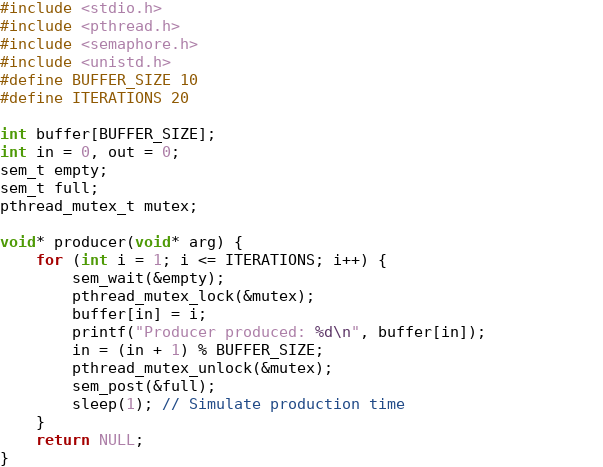 #include <stdio.h>
#include <pthread.h>
#include <semaphore.h>
#include <unistd.h>
#define BUFFER_SIZE 10
#define ITERATIONS 20

int buffer[BUFFER_SIZE];
int in = 0, out = 0;
sem_t empty;
sem_t full;
pthread_mutex_t mutex;

void* producer(void* arg) {
    for (int i = 1; i <= ITERATIONS; i++) {
        sem_wait(&empty);
        pthread_mutex_lock(&mutex);
        buffer[in] = i;
        printf("Producer produced: %d\n", buffer[in]);
        in = (in + 1) % BUFFER_SIZE;
        pthread_mutex_unlock(&mutex);
        sem_post(&full);
        sleep(1); // Simulate production time
    }
    return NULL;
}